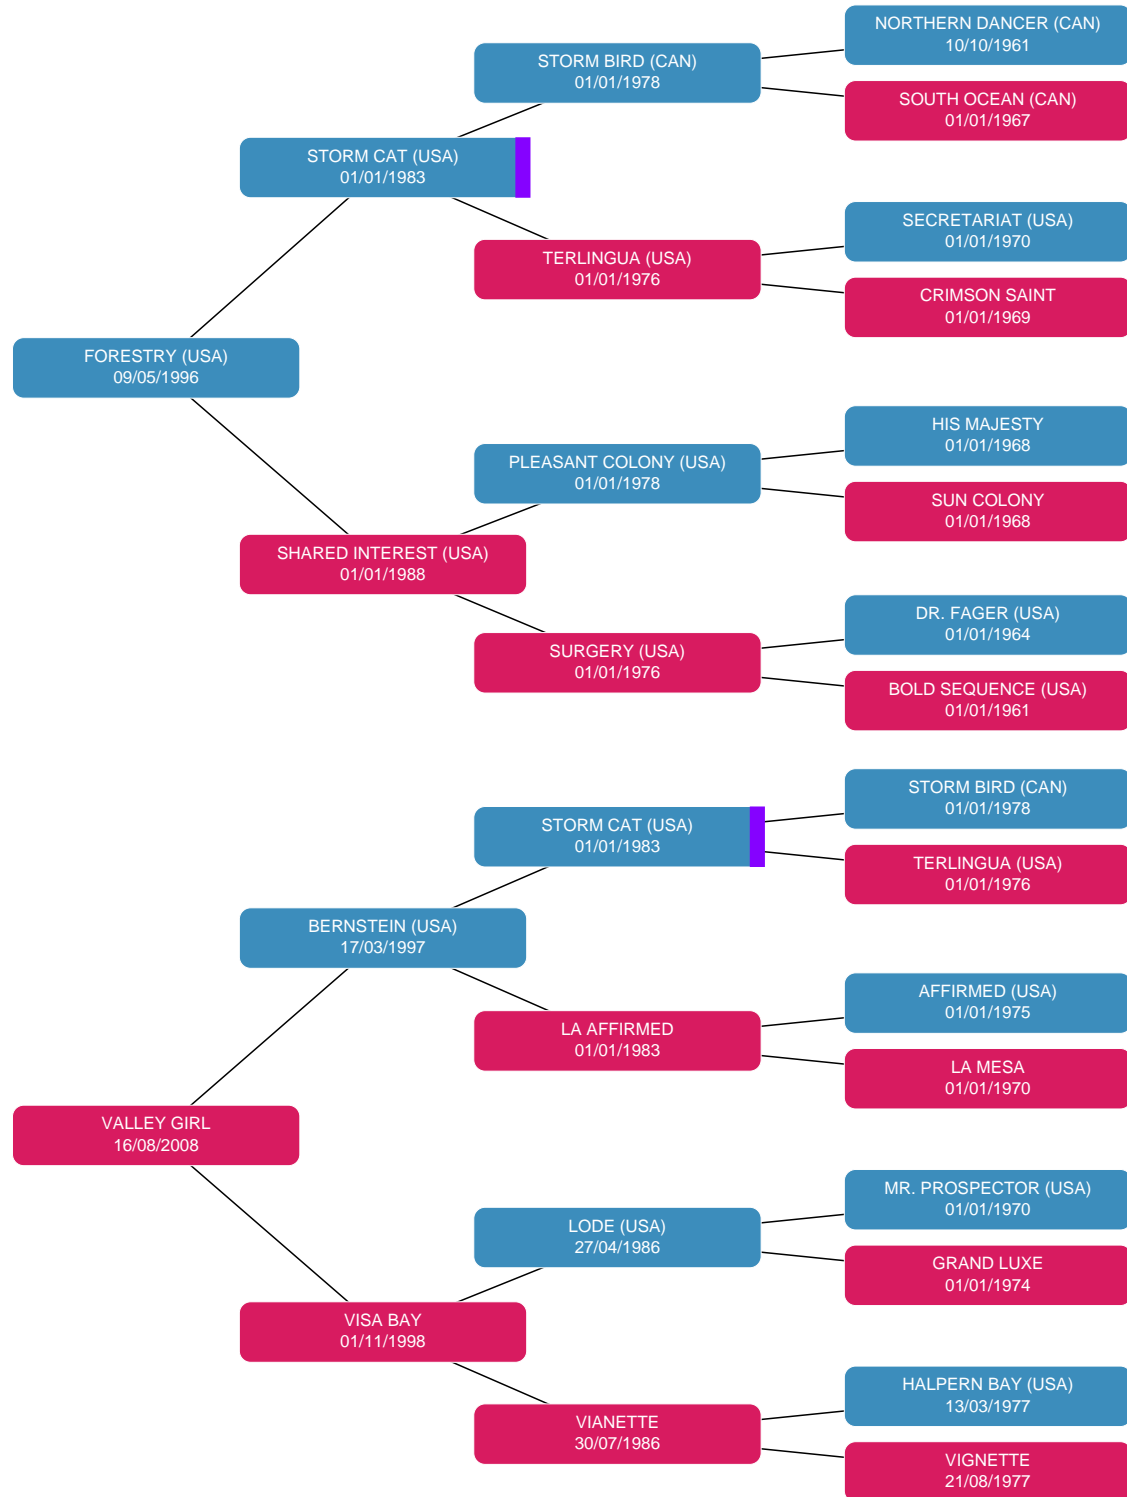 NORTHERN DANCER (CAN)
10/10/1961
STORM BIRD (CAN)
01/01/1978
SOUTH OCEAN (CAN)
01/01/1967
STORM CAT (USA)
01/01/1983
SECRETARIAT (USA)
01/01/1970
TERLINGUA (USA)
01/01/1976
CRIMSON SAINT
01/01/1969
FORESTRY (USA)
09/05/1996
HIS MAJESTY
01/01/1968
PLEASANT COLONY (USA)
01/01/1978
SUN COLONY
01/01/1968
SHARED INTEREST (USA)
01/01/1988
DR. FAGER (USA)
01/01/1964
SURGERY (USA)
01/01/1976
BOLD SEQUENCE (USA)
01/01/1961
STORM BIRD (CAN)
01/01/1978
STORM CAT (USA)
01/01/1983
TERLINGUA (USA)
01/01/1976
BERNSTEIN (USA)
17/03/1997
AFFIRMED (USA)
01/01/1975
LA AFFIRMED
01/01/1983
LA MESA
01/01/1970
VALLEY GIRL
16/08/2008
MR. PROSPECTOR (USA)
01/01/1970
LODE (USA)
27/04/1986
GRAND LUXE
01/01/1974
VISA BAY
01/11/1998
HALPERN BAY (USA)
13/03/1977
VIANETTE
30/07/1986
VIGNETTE
21/08/1977